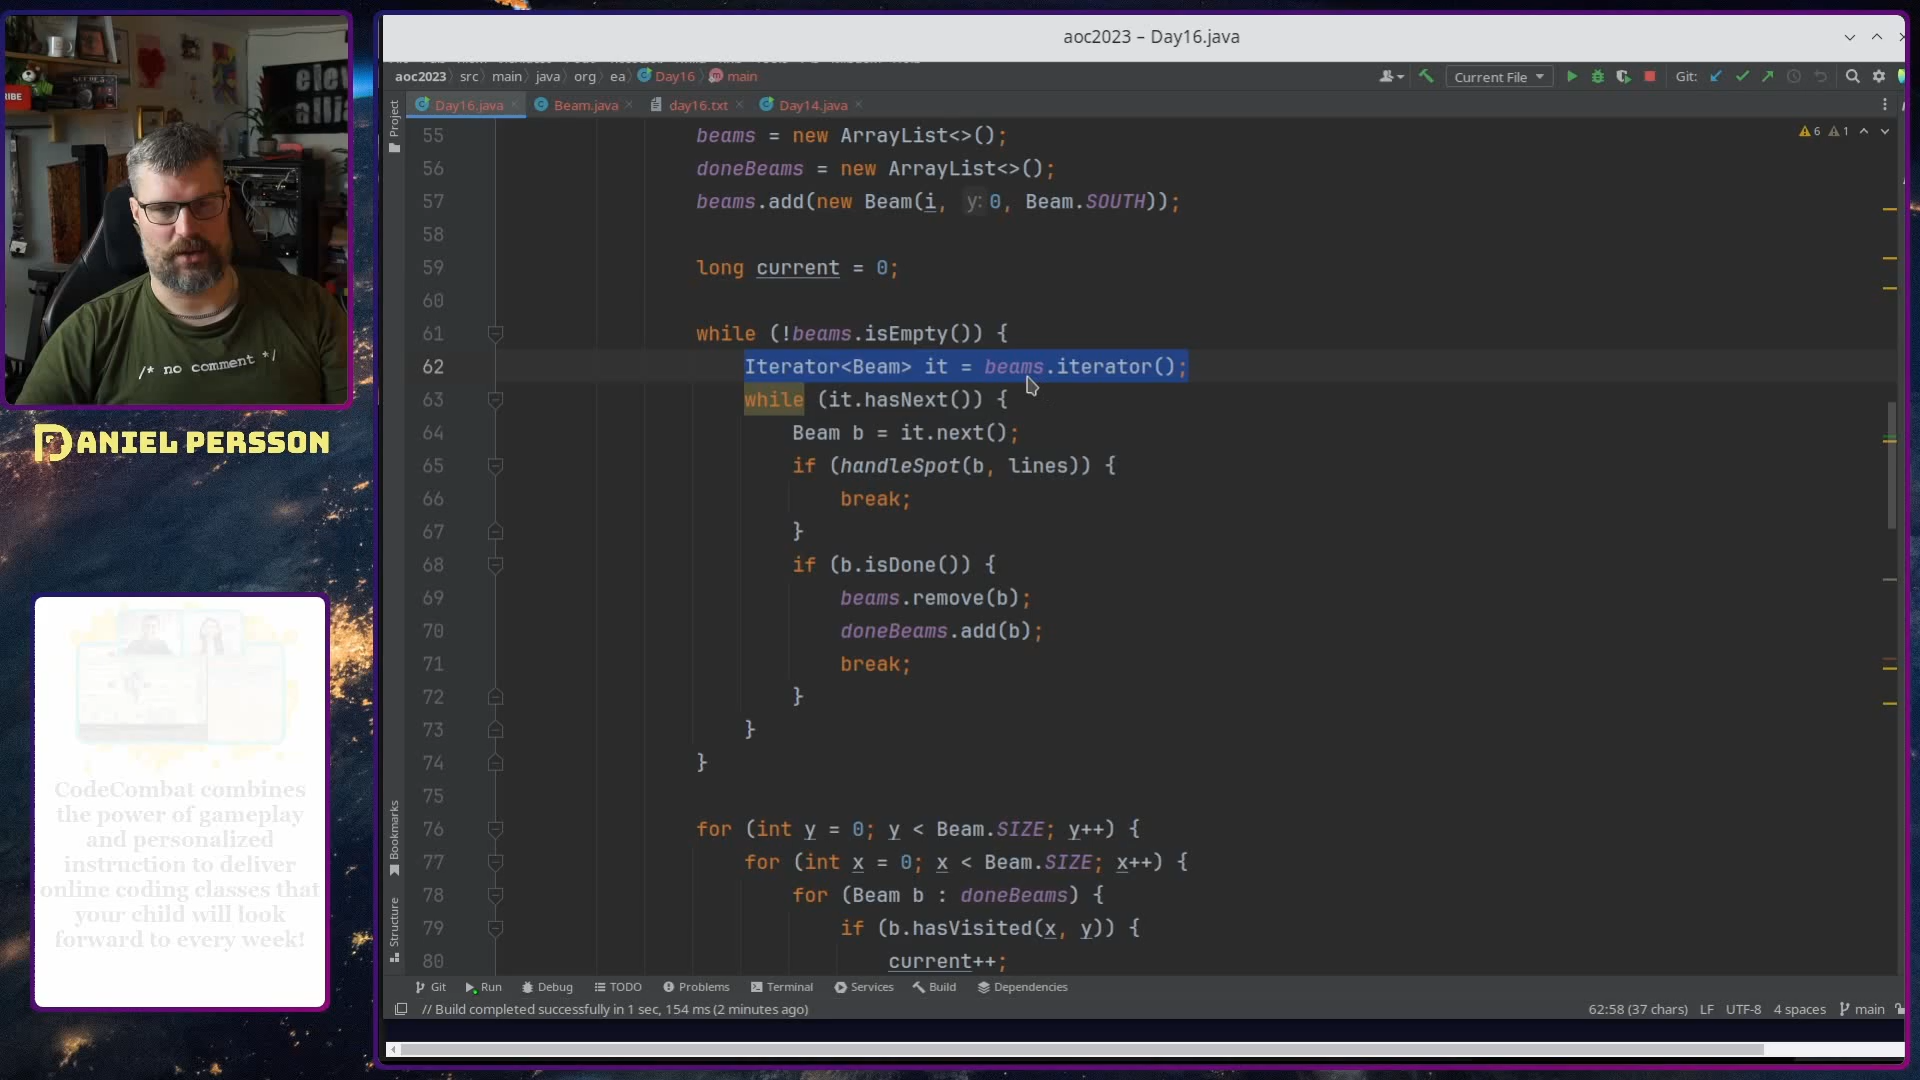 aoc2023 – Day16.java
aoc2023 src main java org ea Day16 main
Current File
Git:
Day16.java
Beam.java
day16.txt
Day14.java
Project
6
1
55 beams = new ArrayList<>();
56 doneBeams = new ArrayList<>();
57 beams.add(new Beam(i, y: 0, Beam.SOUTH));
58
59 long current = 0;
60
61 while (!beams.isEmpty()) {
62 Iterator<Beam> it = beams.iterator();
63 while (it.hasNext()) {
64 Beam b = it.next();
65 if (handleSpot(b, lines)) {
66 break;
67 }
68 if (b.isDone()) {
69 beams.remove(b);
70 doneBeams.add(b);
71 break;
72 }
73 }
74 }
75
76 for (int y = 0; y < Beam.SIZE; y++) {
77 for (int x = 0; x < Beam.SIZE; x++) {
78 for (Beam b : doneBeams) {
79 if (b.hasVisited(x, y)) {
80 current++;
Bookmarks
Structure
Git
Run
Debug
TODO
Problems
Terminal
Services
Build
Dependencies
// Build completed successfully in 1 sec, 154 ms (2 minutes ago)
62:58 (37 chars)
LF
UTF-8
4 spaces
main
/* no comment */
DANIEL PERSSON
CodeCombat combines
the power of gameplay
and personalized
instruction to deliver
online coding classes that
your child will look
forward to every week!